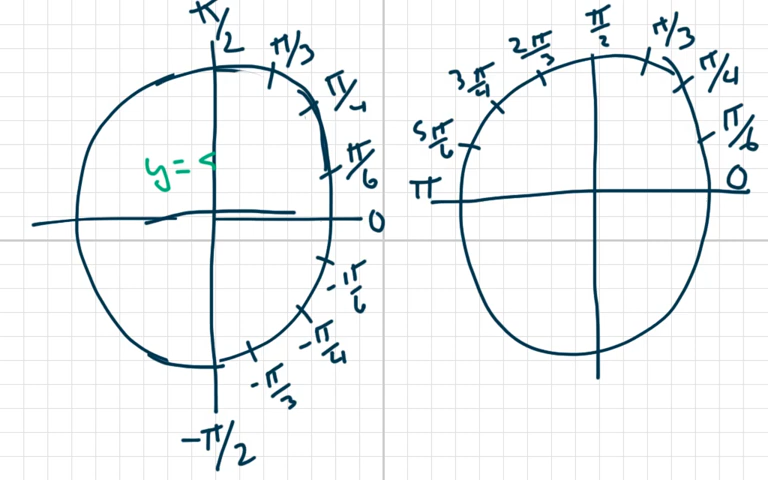 π/2
π/3
π/4
π/6
0
-π/6
-π/4
-π/3
-π/2
y = <
π/2
π/3
π/4
π/6
0
2π/3
3π/4
5π/6
π